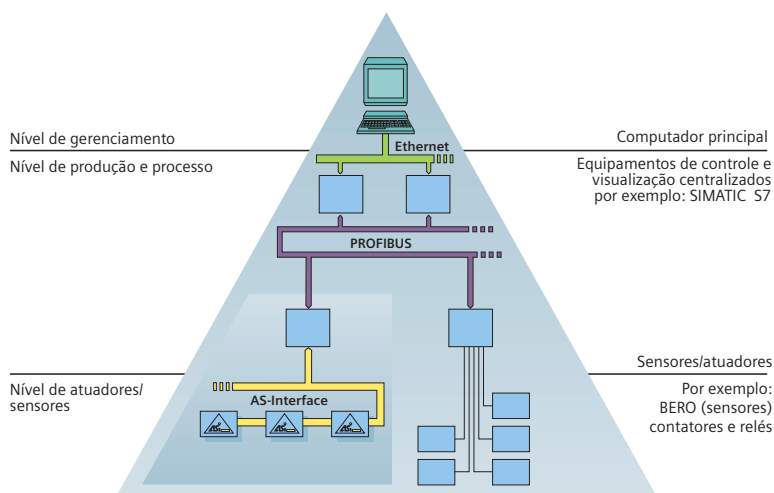 Nível de gerenciamento
Computador principal
Ethernet
Nível de produção e processo
Equipamentos de controle e
visualização centralizados
por exemplo: SIMATIC S7
PROFIBUS
Sensores/atuadores
Nível de atuadores/
sensores
Por exemplo:
BERO (sensores)
contatores e relés
AS-Interface